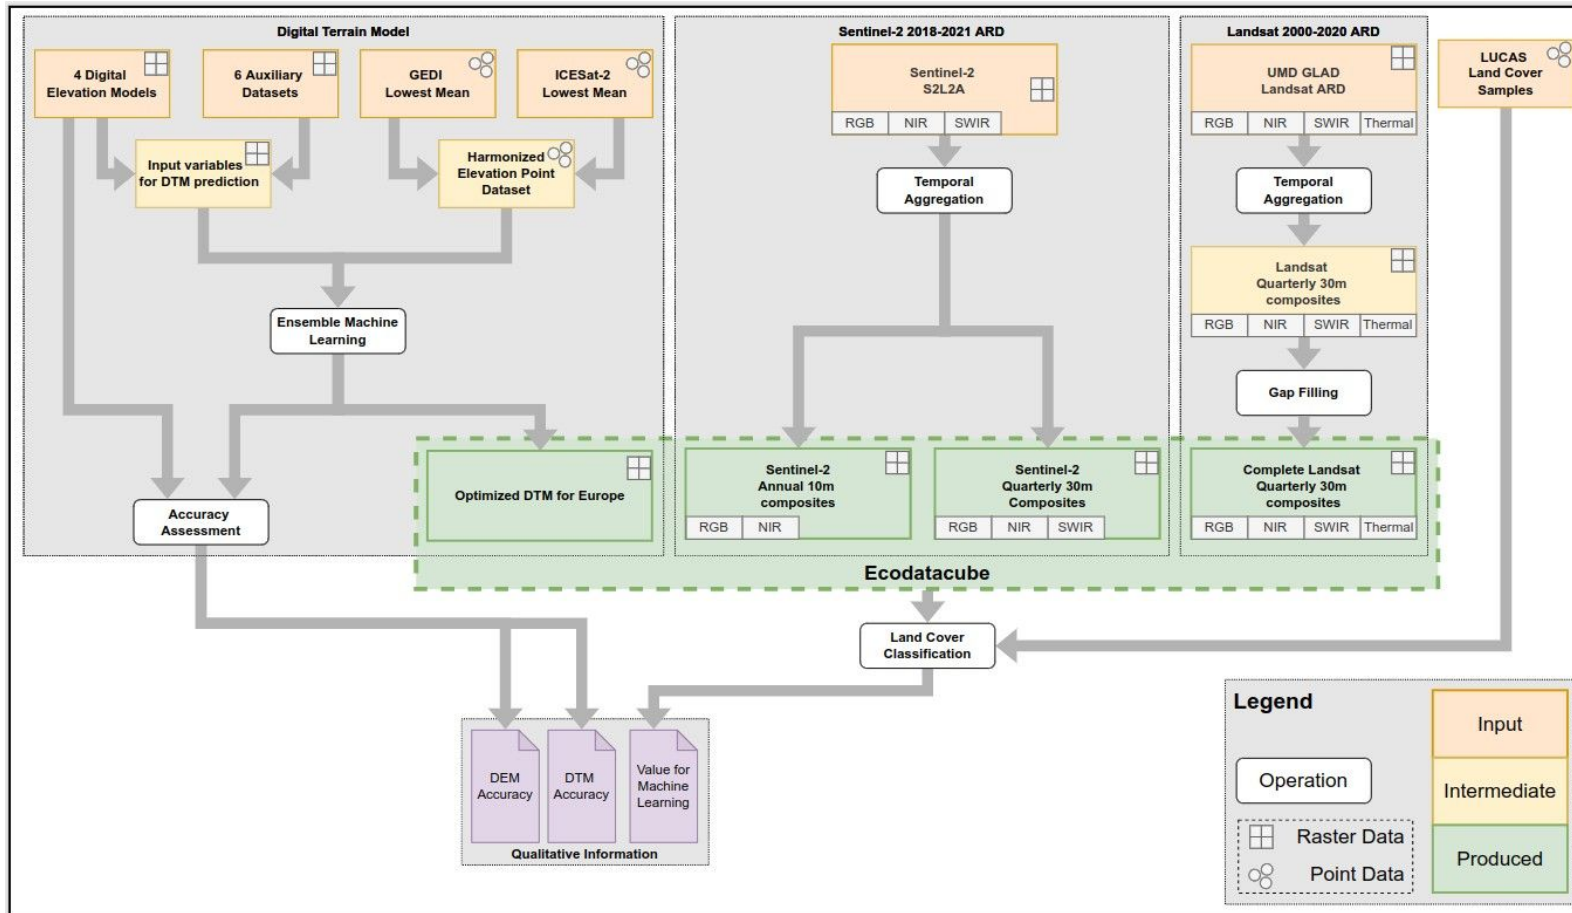 Digital Terrain Model
4 Digital
Elevation Models
6 Auxiliary
Datasets
GEDI
Lowest Mean
ICESat-2
Lowest Mean
Input variables
for DTM prediction
Harmonized
Elevation Point
Dataset
Ensemble Machine
Learning
Accuracy
Assessment
Optimized DTM for Europe
Sentinel-2 2018-2021 ARD
Sentinel-2
S2L2A
RGB NIR SWIR
Temporal
Aggregation
Sentinel-2
Annual 10m
composites
RGB NIR
Sentinel-2
Quarterly 30m
Composites
RGB NIR SWIR
Landsat 2000-2020 ARD
UMD GLAD
Landsat ARD
RGB NIR SWIR Thermal
Temporal
Aggregation
Landsat
Quarterly 30m
composites
RGB NIR SWIR Thermal
Gap Filling
Complete Landsat
Quarterly 30m
composites
RGB NIR SWIR Thermal
LUCAS
Land Cover
Samples
Ecodatacube
Land Cover
Classification
DEM
Accuracy
DTM
Accuracy
Value for
Machine
Learning
Qualitative Information
Legend
Operation
Raster Data
Point Data
Input
Intermediate
Produced